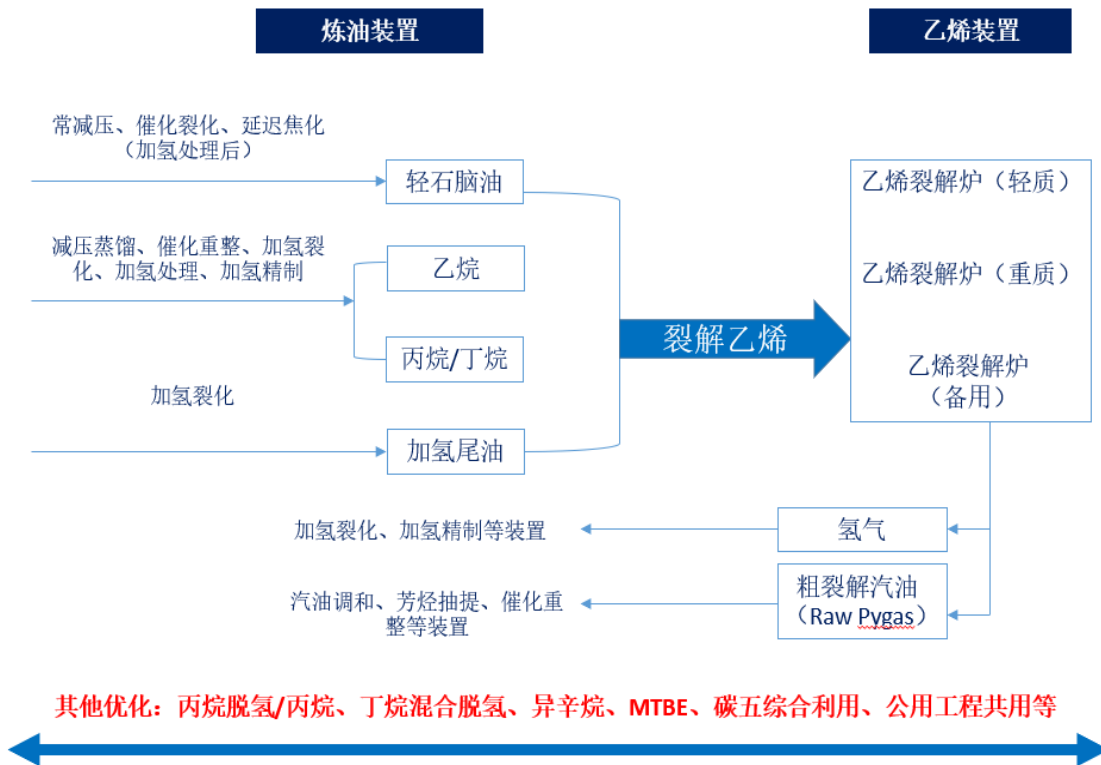 炼油装置
乙烯装置
常减压、催化裂化、延迟焦化
（加氢处理后）
轻石脑油
乙烯裂解炉（轻质）
减压蒸馏、催化重整、加氢裂
化、加氢处理、加氢精制
乙烷
乙烯裂解炉（重质）
裂解乙烯
丙烷/丁烷
乙烯裂解炉
（备用）
加氢裂化
加氢尾油
加氢裂化、加氢精制等装置
氢气
汽油调和、芳烃抽提、催化重
整等装置
粗裂解汽油
（Raw Pygas）
其他优化：丙烷脱氢/丙烷、丁烷混合脱氢、异辛烷、MTBE、碳五综合利用、公用工程共用等